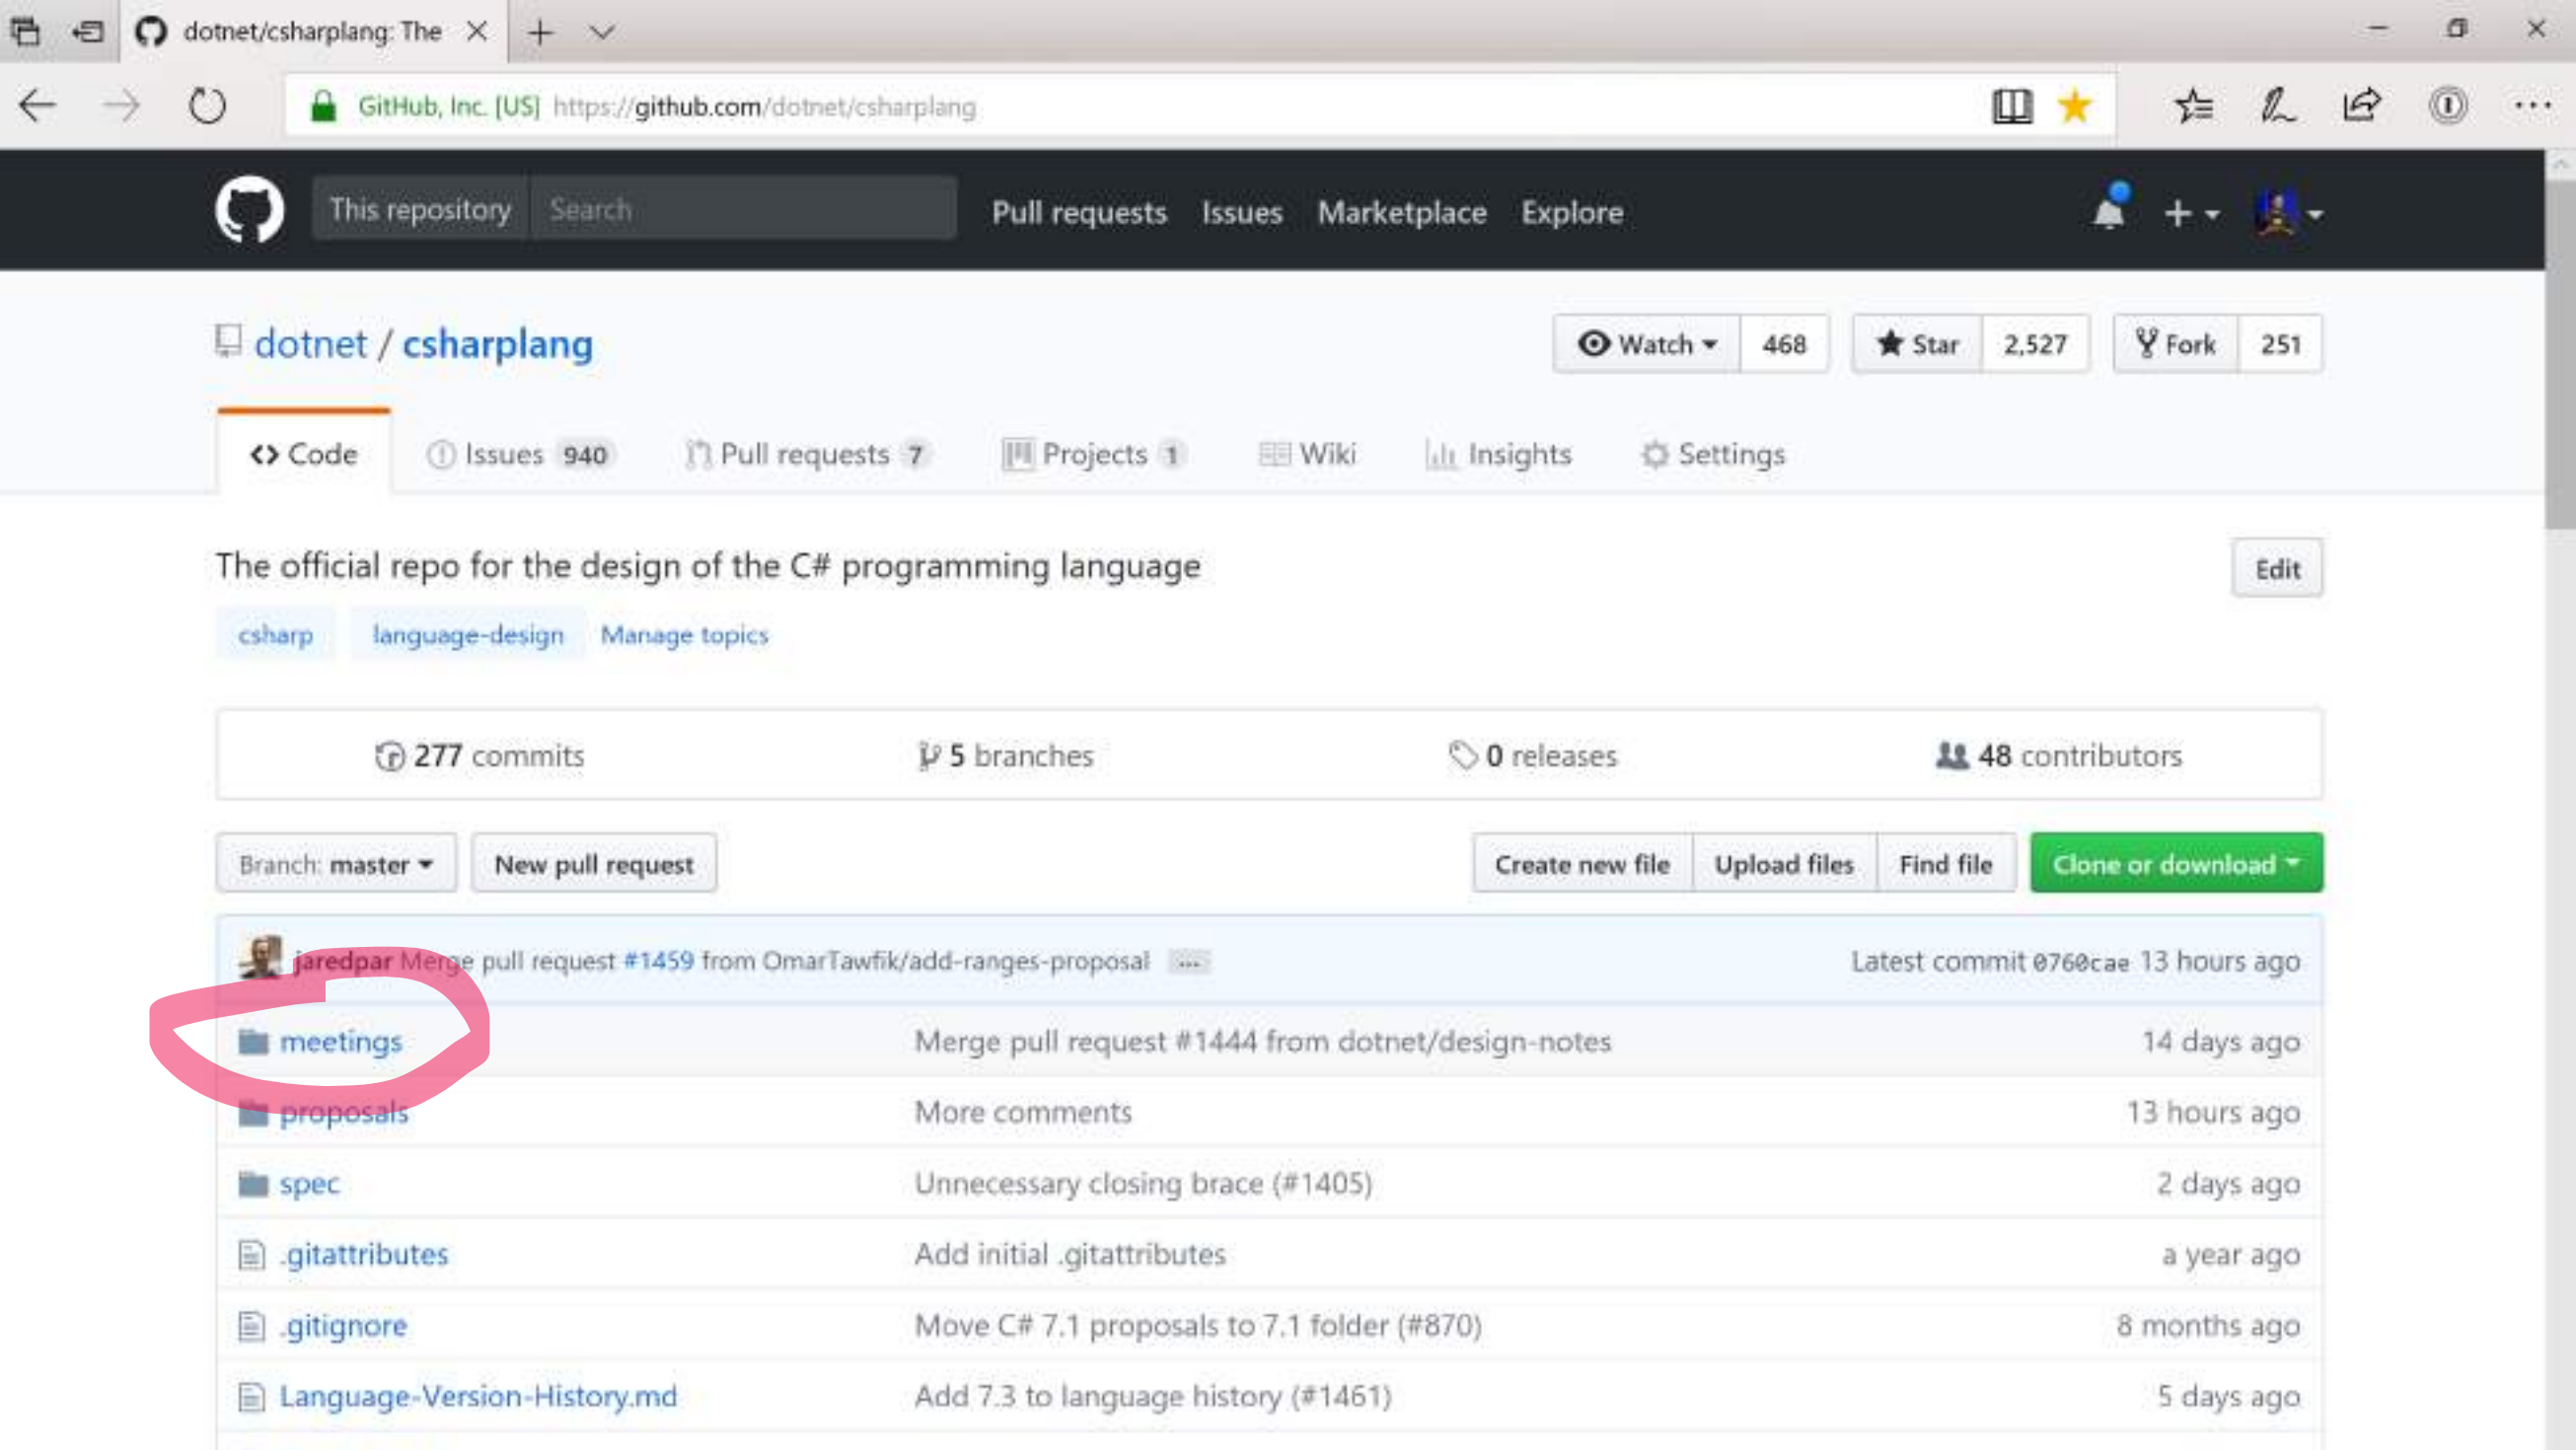 dotnet/csharplang: The
GitHub, Inc. [US] https://github.com/dotnet/csharplang
This repository Search Pull requests Issues Marketplace Explore
dotnet / csharplang Watch 468 Star 2,527 Fork 251
Code Issues 940 Pull requests 7 Projects 1 Wiki Insights Settings
The official repo for the design of the C# programming language Edit
csharp language-design Manage topics
277 commits 5 branches 0 releases 48 contributors
Branch: master New pull request Create new file Upload files Find file Clone or download
jaredpar Merge pull request #1459 from OmarTawfik/add-ranges-proposal ... Latest commit 0760cae 13 hours ago
meetings Merge pull request #1444 from dotnet/design-notes 14 days ago
proposals More comments 13 hours ago
spec Unnecessary closing brace (#1405) 2 days ago
.gitattributes Add initial .gitattributes a year ago
.gitignore Move C# 7.1 proposals to 7.1 folder (#870) 8 months ago
Language-Version-History.md Add 7.3 to language history (#1461) 5 days ago